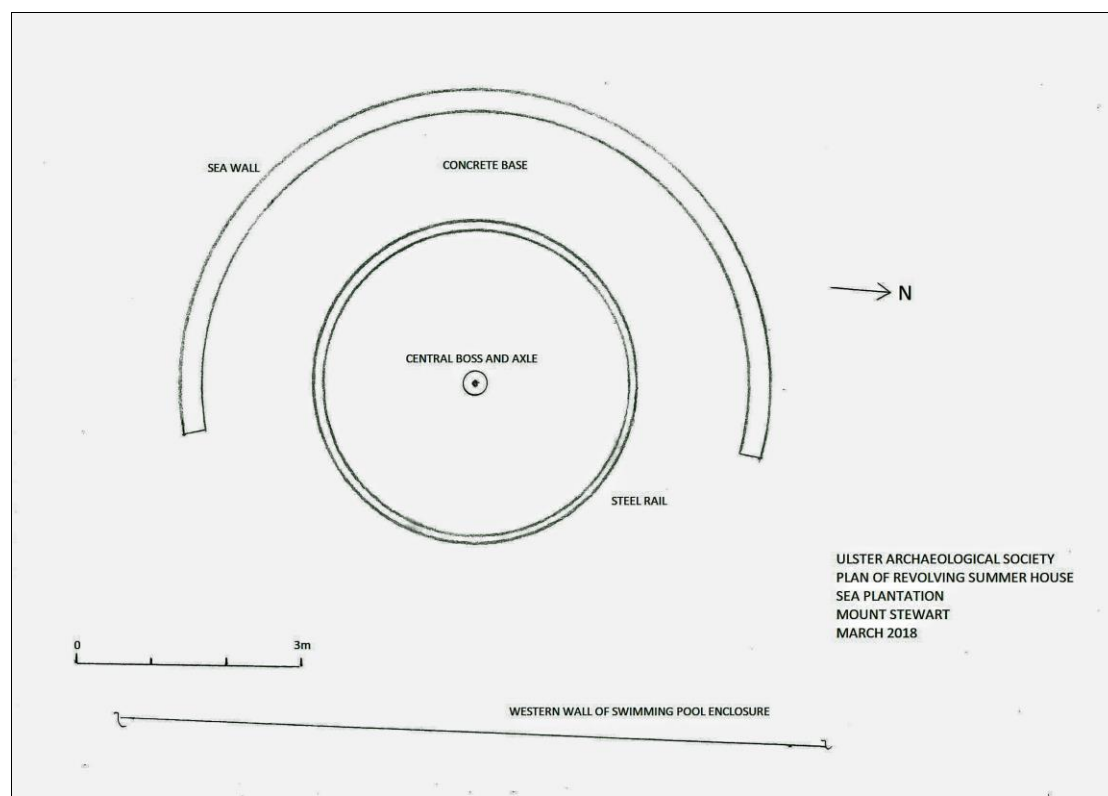 SEA WALL
CONCRETE BASE
N
CENTRAL BOSS AND AXLE
STEEL RAIL
ULSTER ARCHAEOLOGICAL SOCIETY
PLAN OF REVOLVING SUMMER HOUSE
SEA PLANTATION
MOUNT STEWART
MARCH 2018
0 3m
WESTERN WALL OF SWIMMING POOL ENCLOSURE